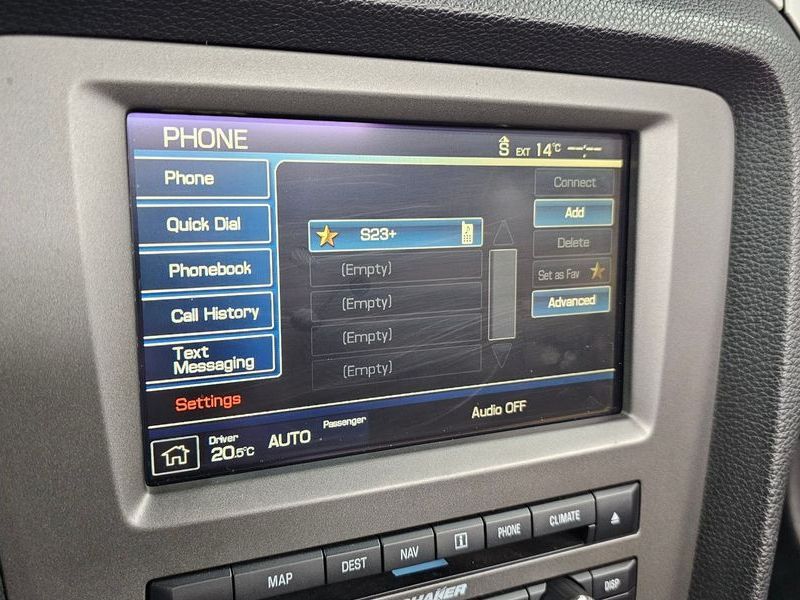 PHONE
S EXT 14°C --:--
Phone
Quick Dial
Phonebook
Call History
Text
Messaging
Settings
S23+
(Empty)
(Empty)
(Empty)
(Empty)
Connect
Add
Delete
Set as Fav
Advanced
Driver
20.5°C
AUTO
Passenger
Audio OFF
MAP
DEST
NAV
i
PHONE
CLIMATE
DISP